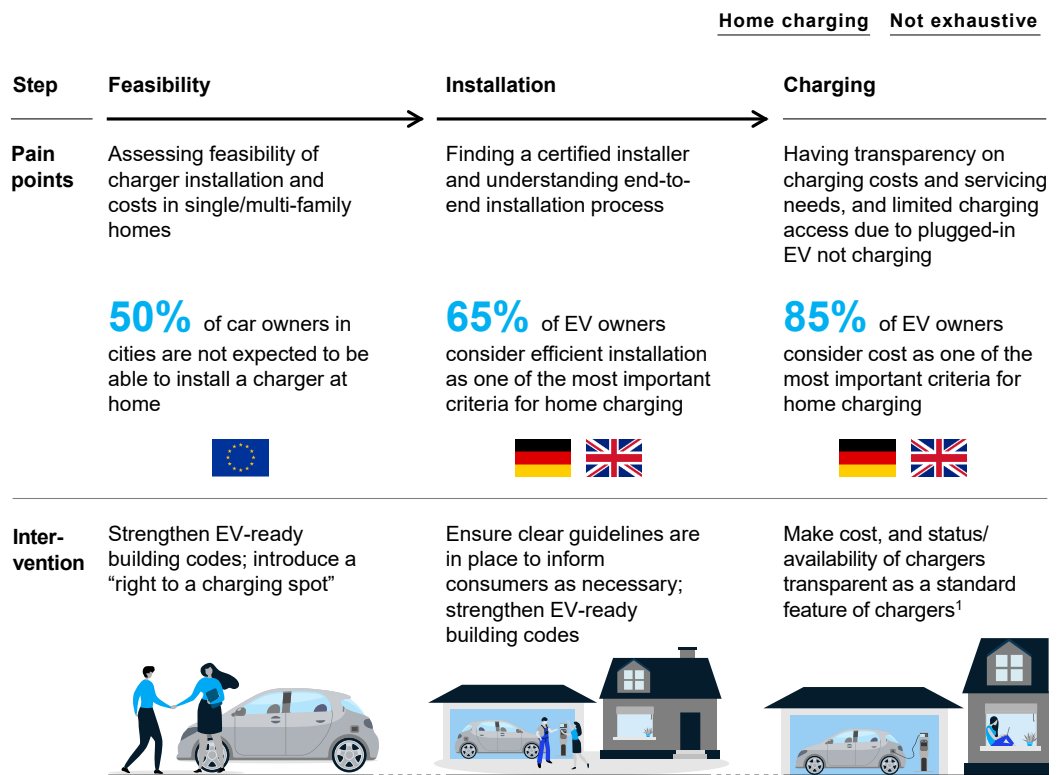 Home charging Not exhaustive
Step Feasibility Installation Charging
Pain
points
Assessing feasibility of
charger installation and
costs in single/multi-family
homes
Finding a certified installer
and understanding end-to-
end installation process
Having transparency on
charging costs and servicing
needs, and limited charging
access due to plugged-in
EV not charging
50% of car owners in
cities are not expected to be
able to install a charger at
home
65% of EV owners
consider efficient installation
as one of the most important
criteria for home charging
85% of EV owners
consider cost as one of the
most important criteria for
home charging
Inter-
vention
Strengthen EV-ready
building codes; introduce a
“right to a charging spot”
Ensure clear guidelines are
in place to inform
consumers as necessary;
strengthen EV-ready
building codes
Make cost, and status/
availability of chargers
transparent as a standard
feature of chargers1